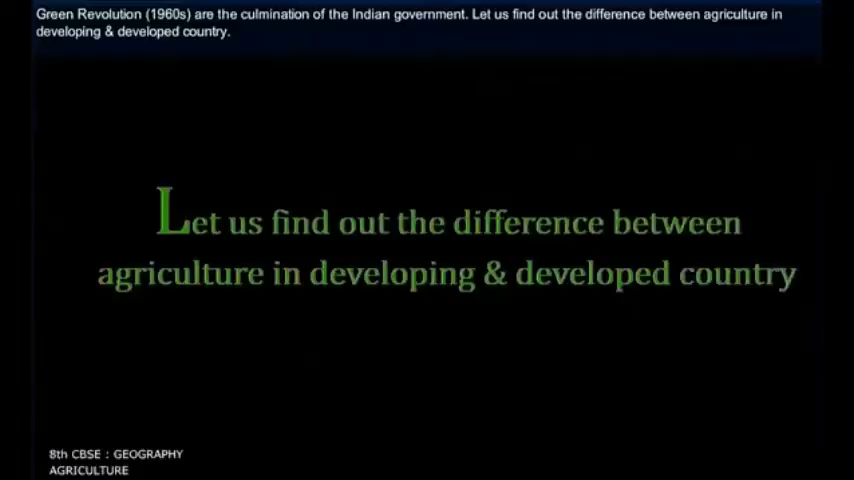 Green Revolution (1960s) are the culmination of the Indian government. Let us find out the difference between agriculture in
developing & developed country.
Let us find out the difference between
agriculture in developing & developed country
8th CBSE : GEOGRAPHY
AGRICULTURE